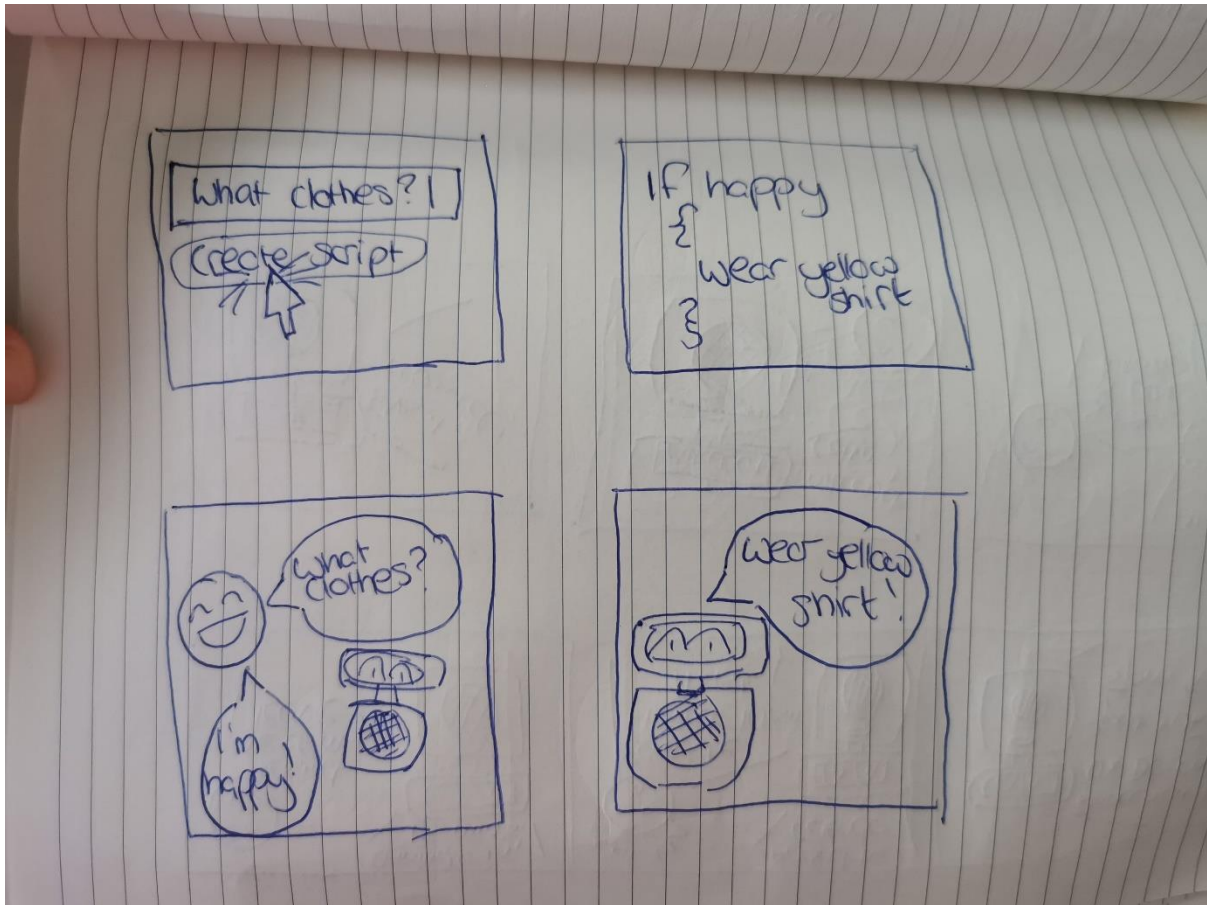 What clothes? |
create script
If happy
{
wear yellow
shirt
}
What
clothes?
I'm
happy!
wear yellow
shirt!